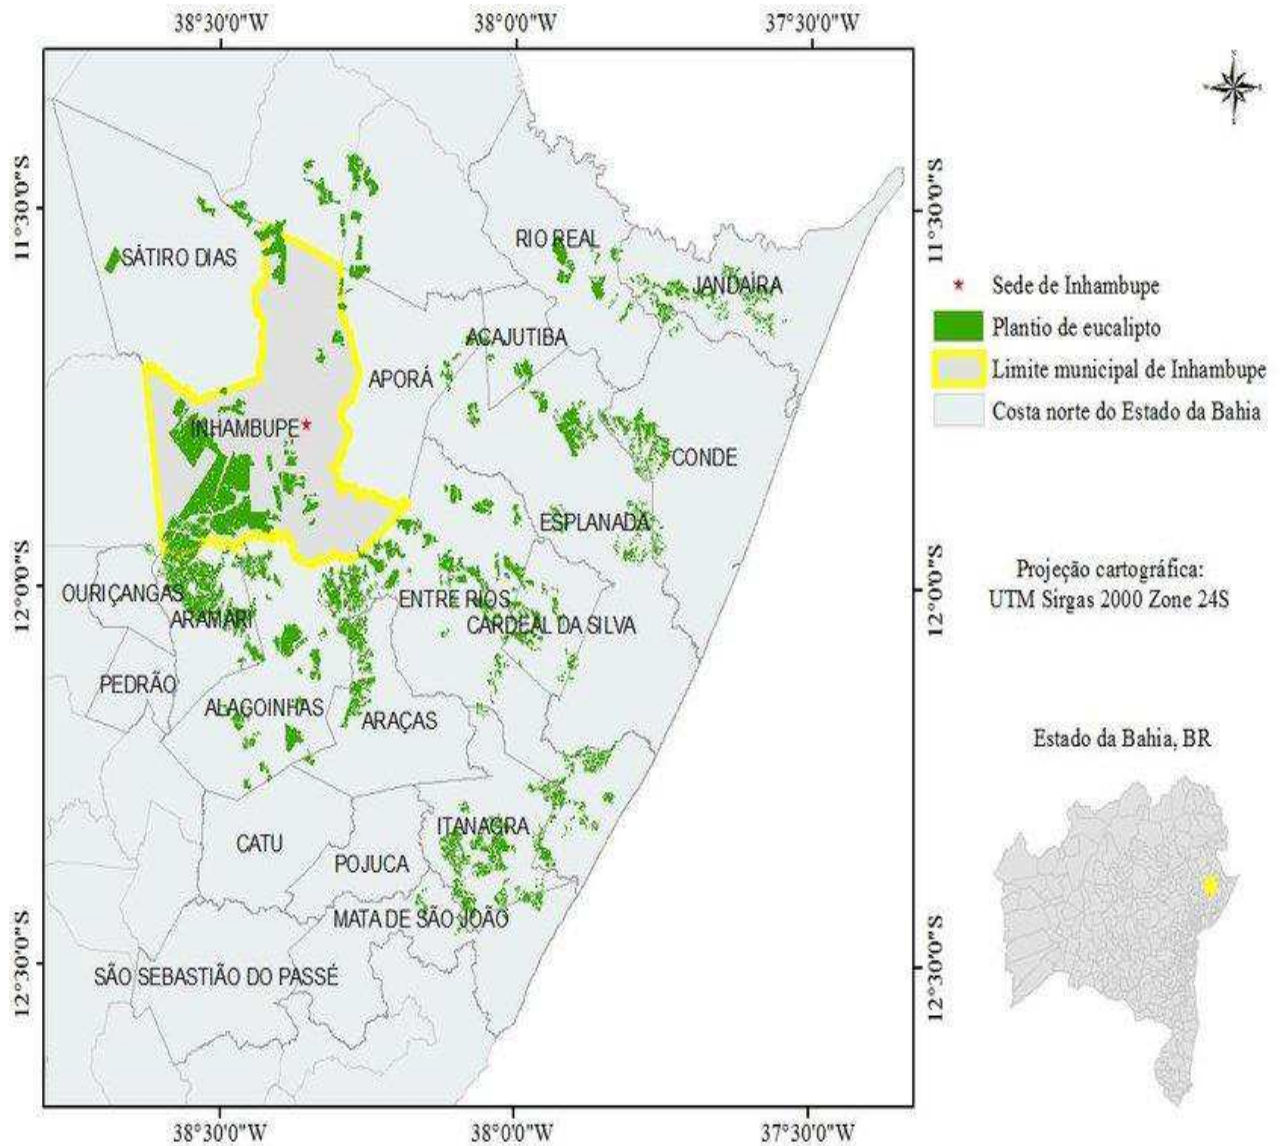 38°30'0"W
38°0'0"W
37°30'0"W
11°30'0"S
11°30'0"S
RIO REAL
SÁTIRO DIAS
JANDAÍRA
Sede de Inhambupe
Plantio de eucalipto
ACAJUTIBA
Limite municipal de Inhambupe
APORÁ
Costa norte do Estado da Bahia
INHAMBUPE
CONDE
ESPLANADA
12°0'0"S
12°0'0"S
Projeção cartográfica:
UTM Sirgas 2000 Zone 24S
OURIÇANGAS
ENTRE RIOS
ARAMARI
CARDEAL DA SILVA
PEDRÃO
ALAGOINHAS
ARAÇAS
Estado da Bahia, BR
ITANAGRA
CATU
POJUCA
MATA DE SÃO JOÃO
12°30'0"S
12°30'0"S
SÃO SEBASTIÃO DO PASSÉ
38°30'0"W
38°0'0"W
37°30'0"W